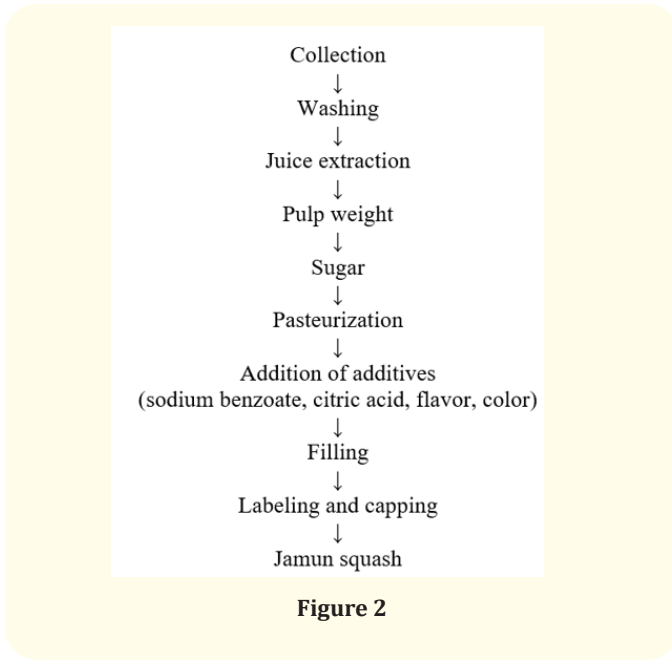 Collection
↓
Washing
↓
Juice extraction
↓
Pulp weight
↓
Sugar
↓
Pasteurization
↓
Addition of additives
(sodium benzoate, citric acid, flavor, color)
↓
Filling
↓
Labeling and capping
↓
Jamun squash
Figure 2